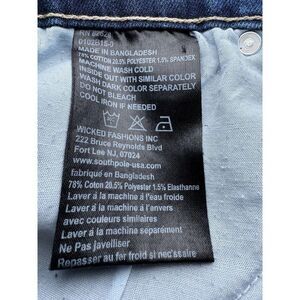 MADE IN BANGLADESH
78% COTTON 20.5% POLYESTER 1.5% SPANDEX
MACHINE WASH COLD
INSIDE OUT WITH SIMILAR COLOR
WASH DARK COLOR SEPARATELY
DO NOT BLEACH
COOL IRON IF NEEDED
WICKED FASHIONS INC
222 Bruce Reynolds Blvd
Fort Lee NJ, 07024
www.southpole-usa.com
fabriqué en Bangladesh
78% Coton 20.5% Polyester 1.5% Elasthanne
Laver á la machine á l'eau froide
Laver á la machine á l'envers
avec couleurs similaires
Laver á la machine separément
Ne Pas javelliser
Repasser au fer froid si necissaire